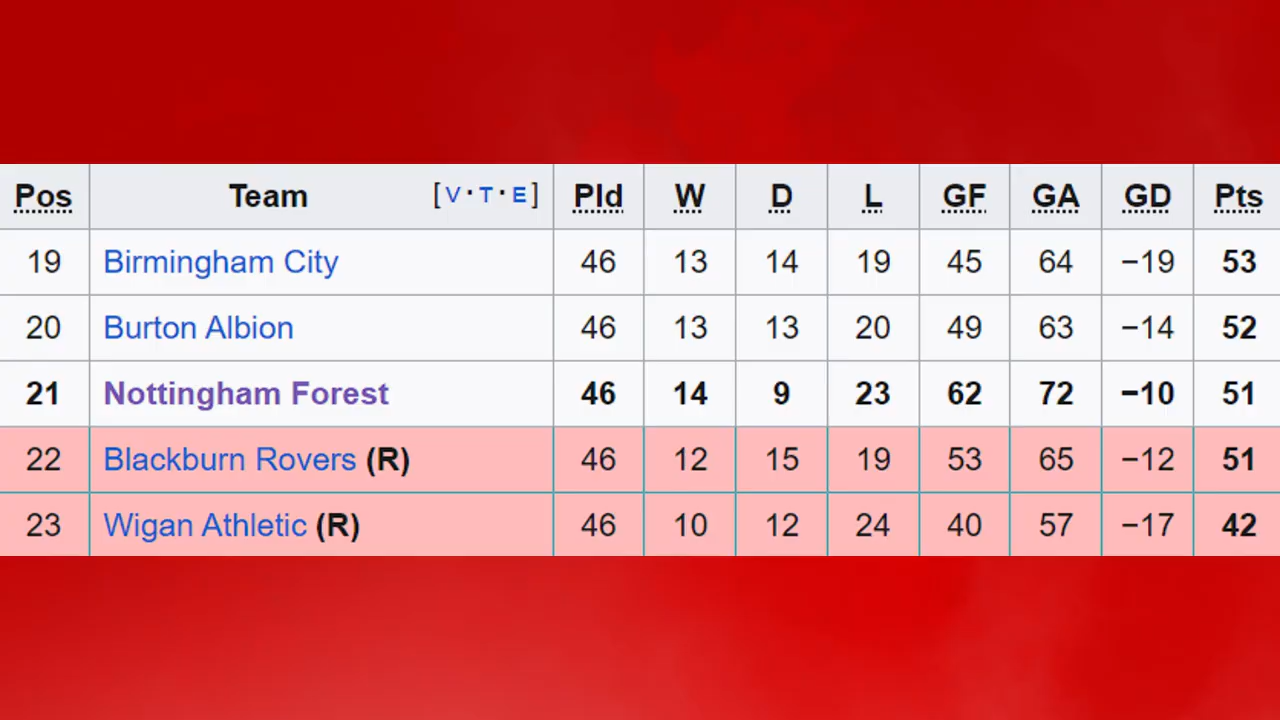 Pos Team [V·T·E] Pld W D L GF GA GD Pts
19 Birmingham City 46 13 14 19 45 64 −19 53
20 Burton Albion 46 13 13 20 49 63 −14 52
21 Nottingham Forest 46 14 9 23 62 72 −10 51
22 Blackburn Rovers (R) 46 12 15 19 53 65 −12 51
23 Wigan Athletic (R) 46 10 12 24 40 57 −17 42